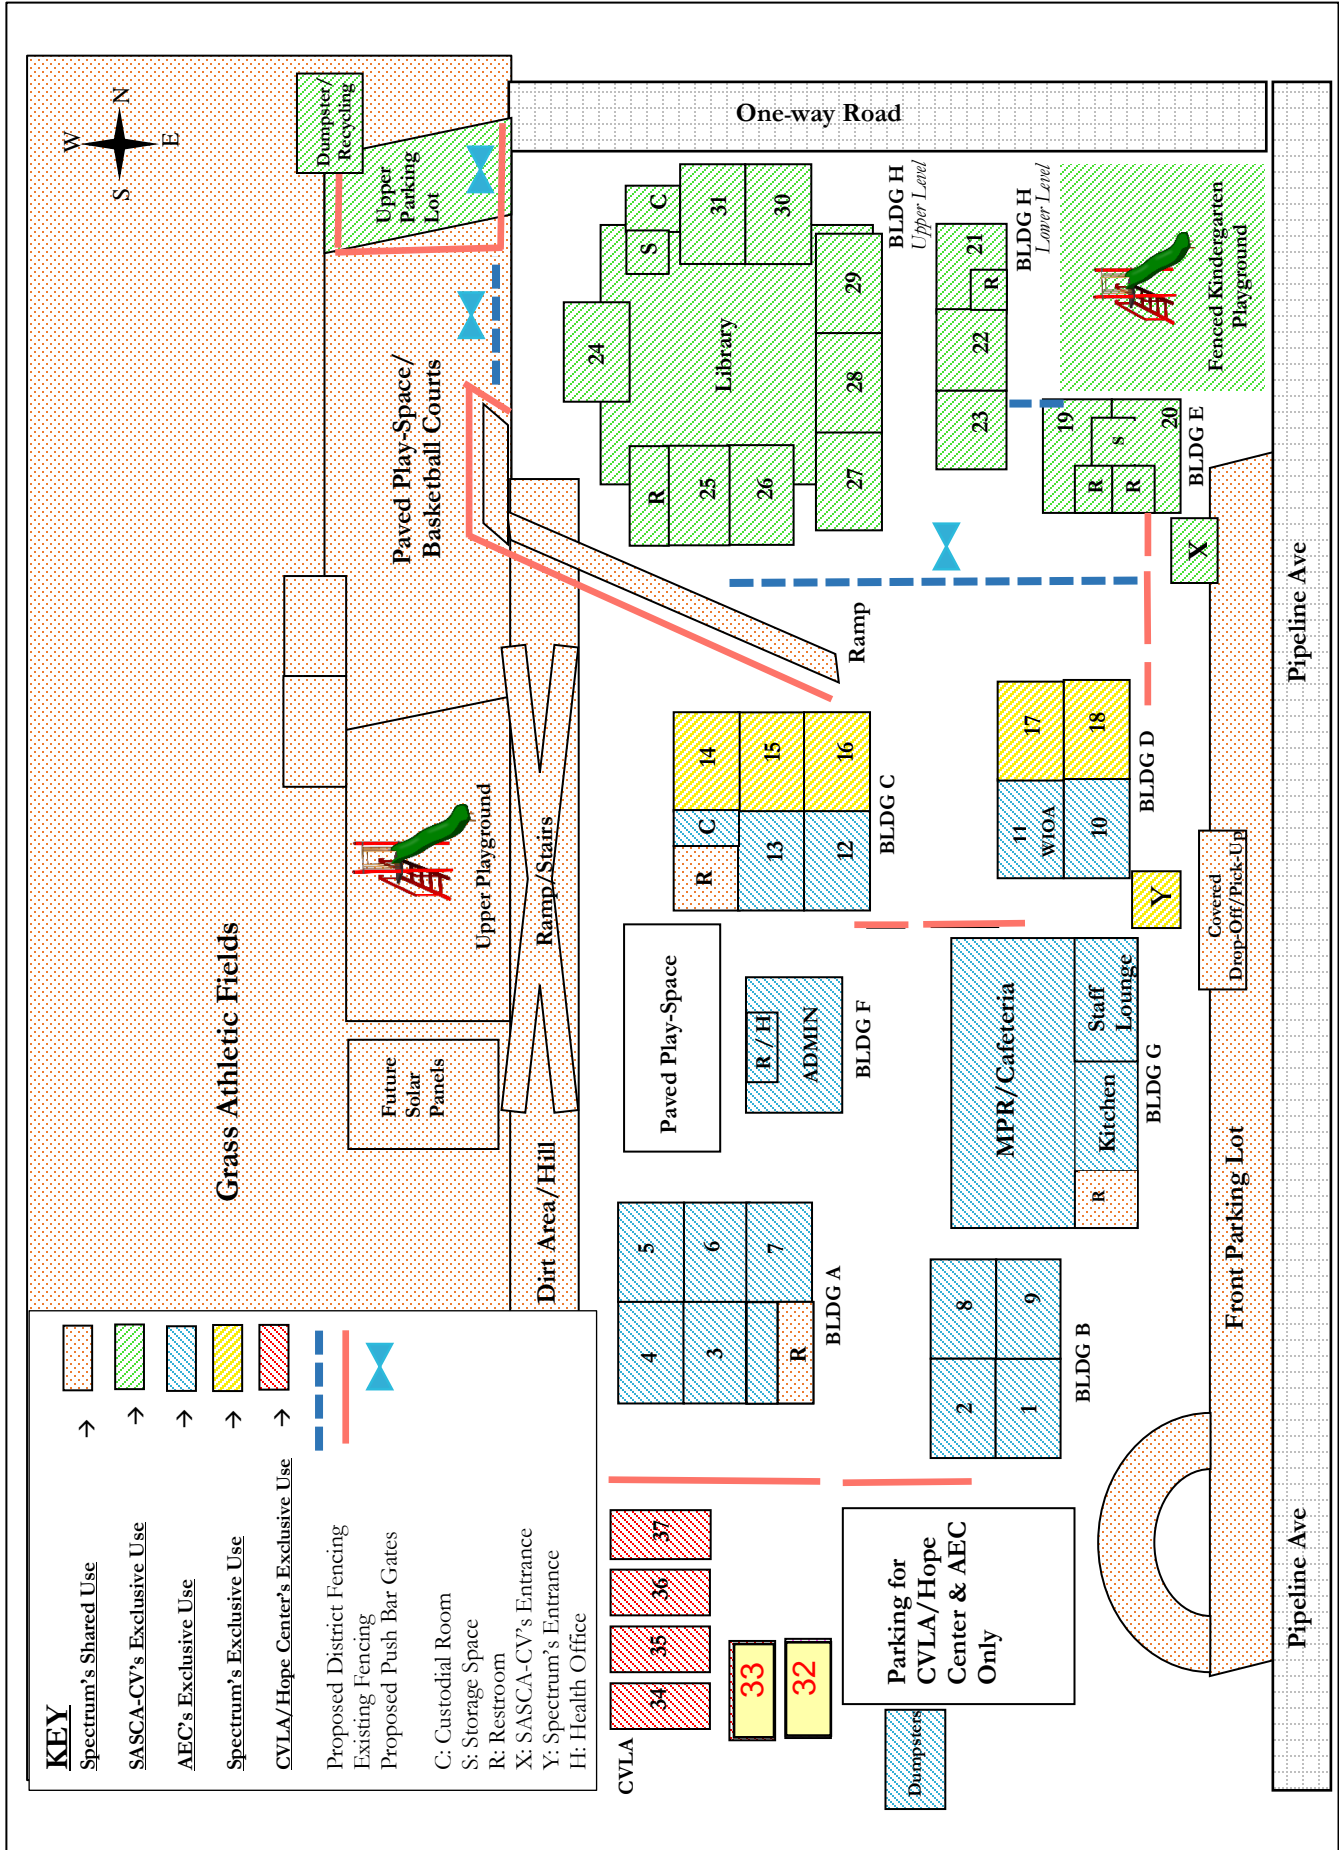 KEY
Spectrum's Shared Use →
SASCA-CV's Exclusive Use →
AEC's Exclusive Use →
Spectrum's Exclusive Use →
CVLA/Hope Center's Exclusive Use →
Proposed District Fencing
Existing Fencing
Proposed Push Bar Gates
C: Custodial Room
S: Storage Space
R: Restroom
X: SASCA-CV's Entrance
Y: Spectrum's Entrance
H: Health Office
Grass Athletic Fields
W
N
S
E
Dumpster/
Recycling
Upper
Parking
Lot
Paved Play-Space/
Basketball Courts
Upper Playground
Future
Solar
Panels
Ramp/Stairs
Dirt Area/Hill
One-way Road
CVLA
34
35
36
37
33
32
Dumpsters
Parking for
CVLA/Hope
Center & AEC
Only
4
5
3
6
7
R
BLDG A
2
8
1
9
BLDG B
Paved Play-Space
R / H
ADMIN
BLDG F
MPR/Cafeteria
R
Kitchen
Staff
Lounge
BLDG G
R
C
14
13
15
12
16
BLDG C
11
WIOA
17
10
18
BLDG D
Y
Ramp
24
Library
R
25
26
27
28
29
S
C
31
30
BLDG H
Upper Level
23
22
21
R
BLDG H
Lower Level
19
R
R
S
20
BLDG E
X
Fenced Kindergarten
Playground
Covered
Drop-Off/Pick-Up
Front Parking Lot
Pipeline Ave
Pipeline Ave